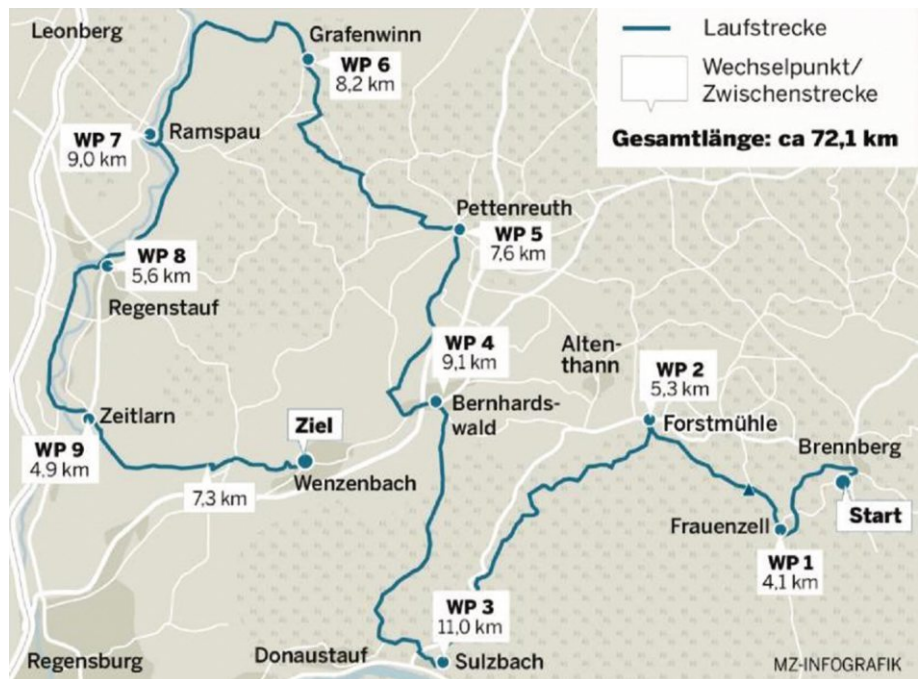 Leonberg
Grafenwinn
WP 6
8,2 km
Laufstrecke
Wechselpunkt/
Zwischenstrecke
Gesamtlänge: ca 72,1 km
WP 7
9,0 km
Ramspau
Pettenreuth
WP 5
7,6 km
WP 8
5,6 km
Regenstauf
WP 4
9,1 km
Alten-
thann
WP 2
5,3 km
Bernhards-
wald
Forstmühle
Zeitlarn
WP 9
4,9 km
Ziel
Wenzenbach
7,3 km
Brennberg
Start
Frauenzell
WP 1
4,1 km
WP 3
11,0 km
Regensburg
Donaustauf
Sulzbach
MZ-INFOGRAFIK